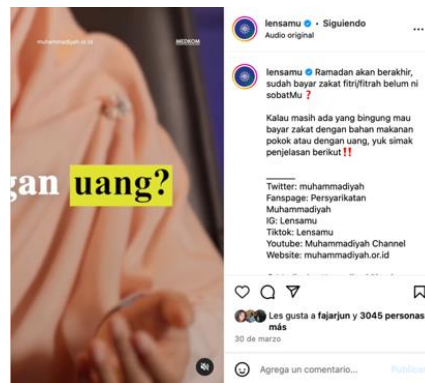 muhammadiyah.or.id
MEDKOM
gan uang?
lensamu • Siguiendo
Audio original
lensamu Ramadan akan berakhir,
sudah bayar zakat fitri/fitrah belum ni
sobatMu ❓
Kalau masih ada yang bingung mau
bayar zakat dengan bahan makanan
pokok atau dengan uang, yuk simak
penjelasan berikut ‼️
Twitter: muhammadiyah
Fanspage: Persyarikatan
Muhammadiyah
IG: Lensamu
Tiktok: Lensamu
Youtube: Muhammadiyah Channel
Website: muhammadiyah.or.id
Les gusta a fajarjun y 3045 personas
más
30 de marzo
Agrega un comentario...
Publicar